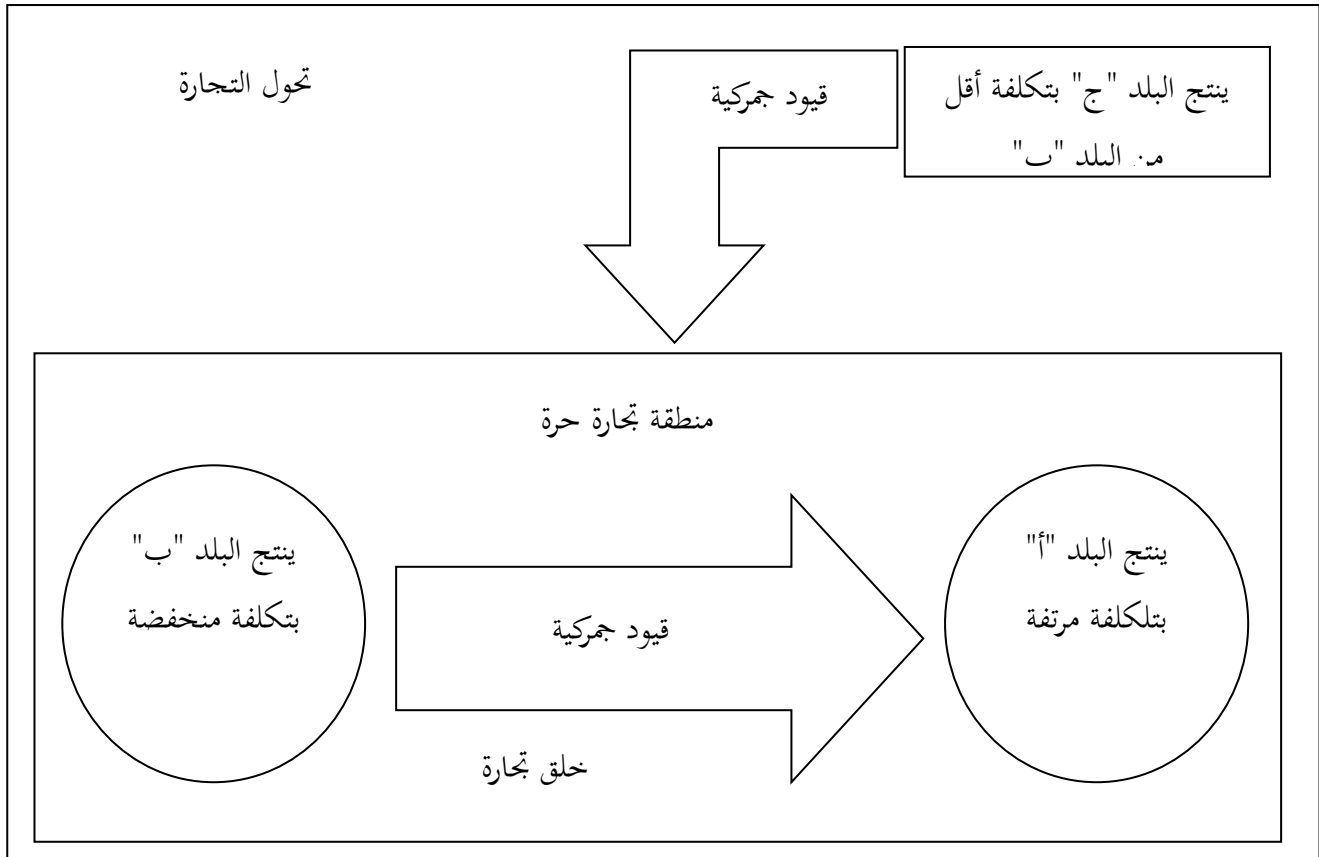 تحول التجارة
قيود جمركية
ينتج البلد "ج" بتكلفة أقل
من البلد "ب"
منطقة تجارة حرة
ينتج البلد "أ"
بتلكلفة مرتفة
قيود جمركية
ينتج البلد "ب"
بتكلفة منخفضة
خلق تجارة